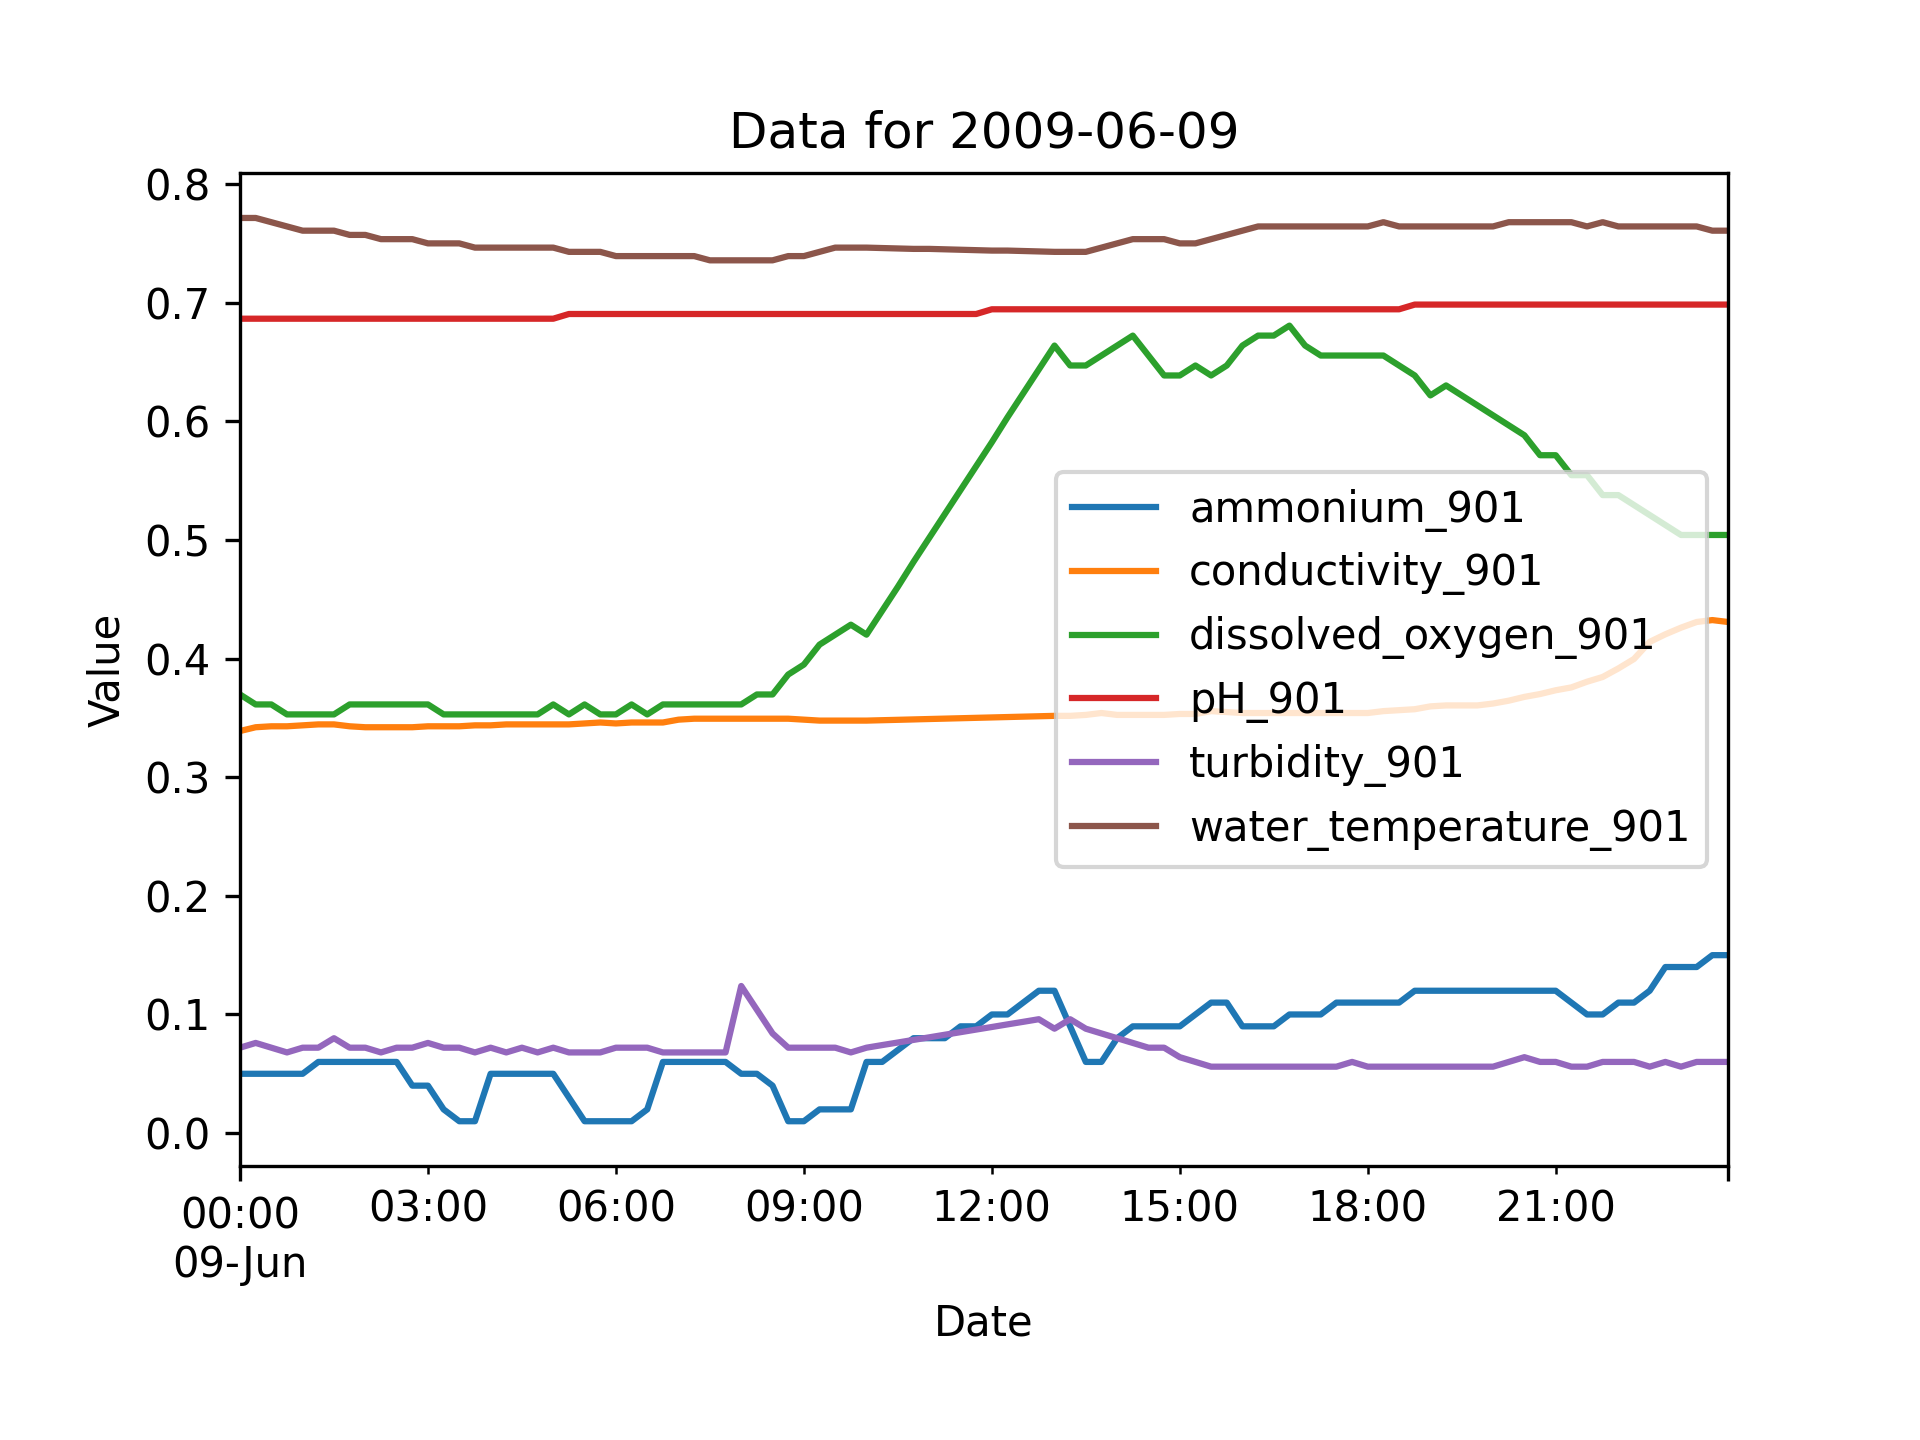 Data for 2009-06-09
Value
0.8
0.7
0.6
0.5
0.4
0.3
0.2
0.1
0.0
ammonium_901
conductivity_901
dissolved_oxygen_901
pH_901
turbidity_901
water_temperature_901
00:00 03:00 06:00 09:00 12:00 15:00 18:00 21:00
09-Jun
Date